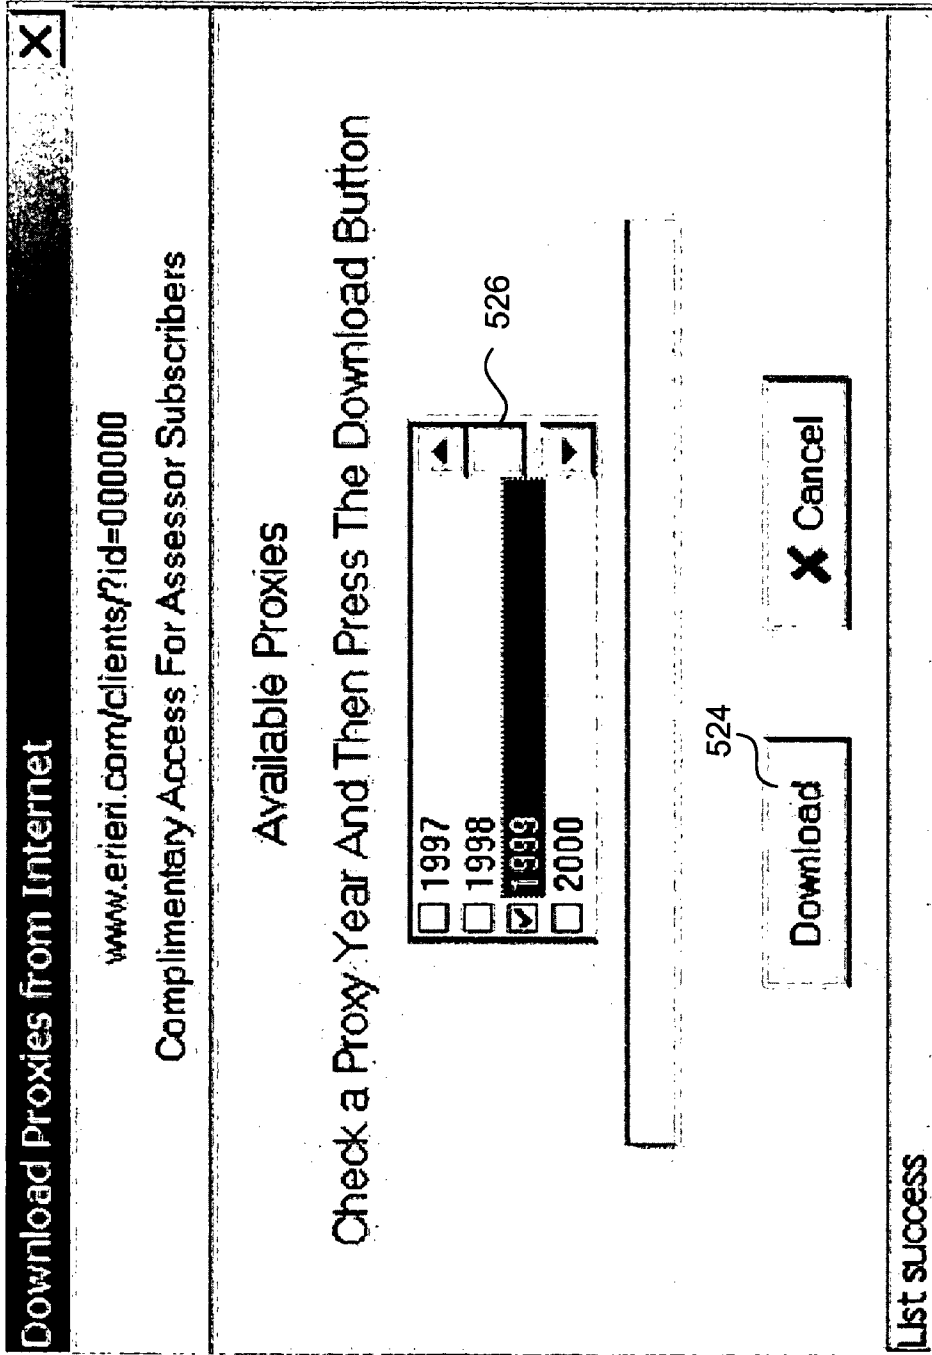 Download Proxies from Internet
www.erieri.com/clients/?id=000000
Complimentary Access For Assessor Subscribers
Available Proxies
Check a Proxy Year And Then Press The Download Button
1997
1998
1999
2000
526
524
Download
X Cancel
List success